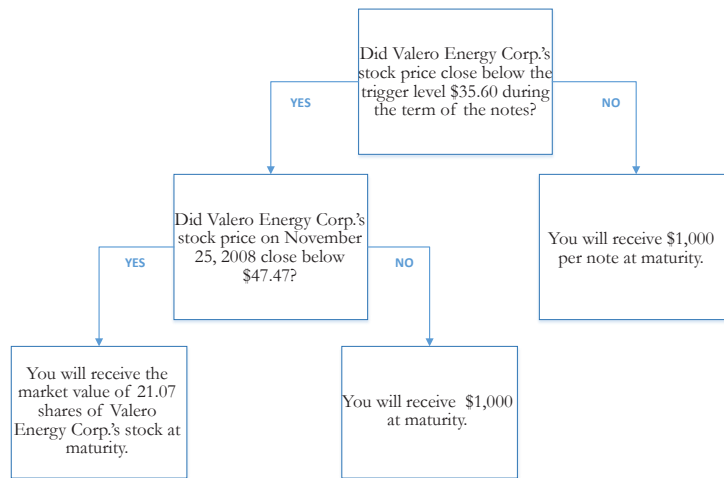 Did Valero Energy Corp.'s
stock price close below the
trigger level $35.60 during
the term of the notes?
YES
NO
Did Valero Energy Corp.'s
stock price on November
25, 2008 close below
$47.47?
You will receive $1,000
per note at maturity.
YES
NO
You will receive the
market value of 21.07
shares of Valero
Energy Corp.'s stock at
maturity.
You will receive $1,000
at maturity.